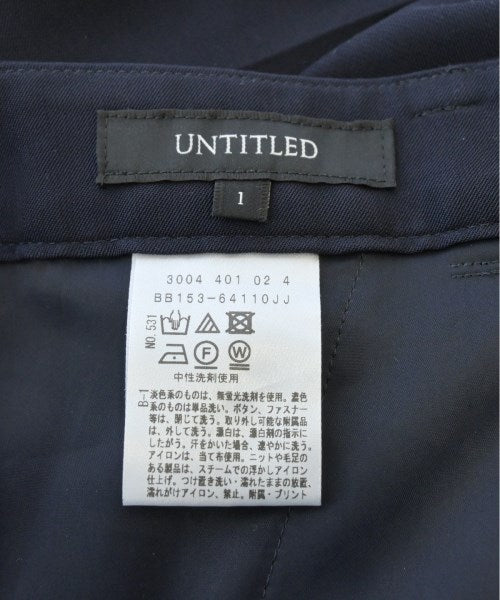 UNTITLED
1
3004 401 02 4
BB153-64110JJ
NO.531
中性洗剤使用
B-1
淡色系のものは、無蛍光洗剤を使用。濃色
系のものは単品洗い。ボタン、ファスナー
等は、閉じて洗う。取り外し可能な附属品
は、外して洗う。漂白は、漂白剤の指示に
したがう。汗をかいた場合、速やかに洗う。
アイロンは、当て布使用。ニットや毛足の
ある製品は、スチームでの浮かしアイロン
仕上げ。つけ置き洗い・濡れたままの放置、
濡れがけアイロン、禁止。附属・プリント